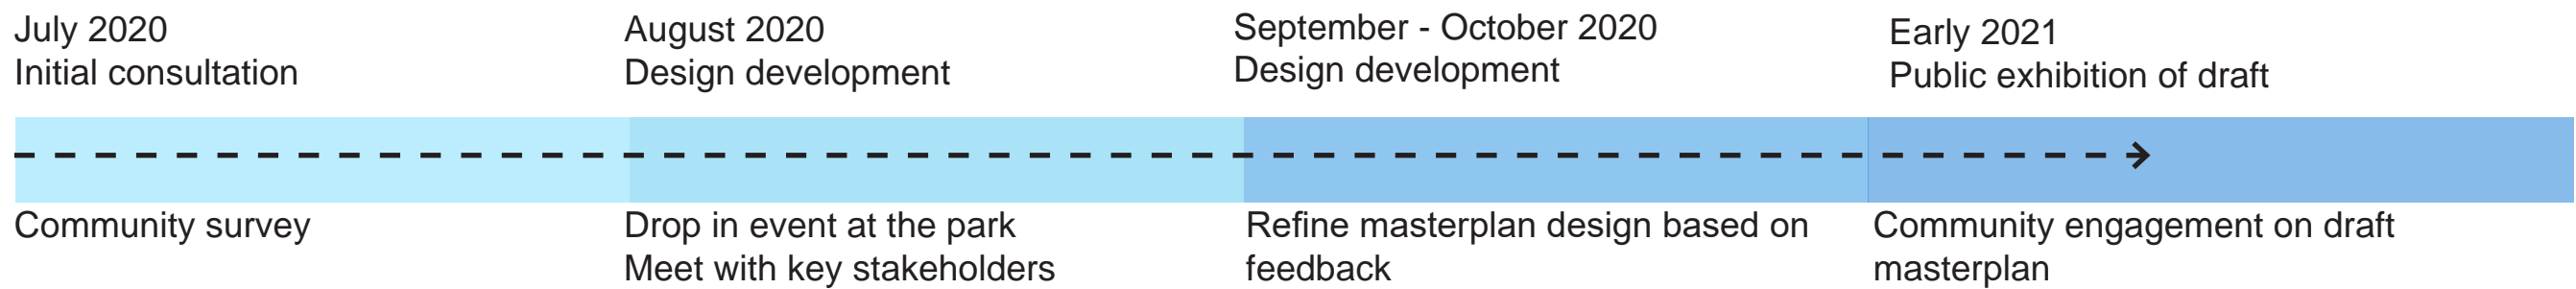 July 2020
Initial consultation
August 2020
Design development
September - October 2020
Design development
Early 2021
Public exhibition of draft
Community survey
Drop in event at the park
Meet with key stakeholders
Refine masterplan design based on
feedback
Community engagement on draft
masterplan